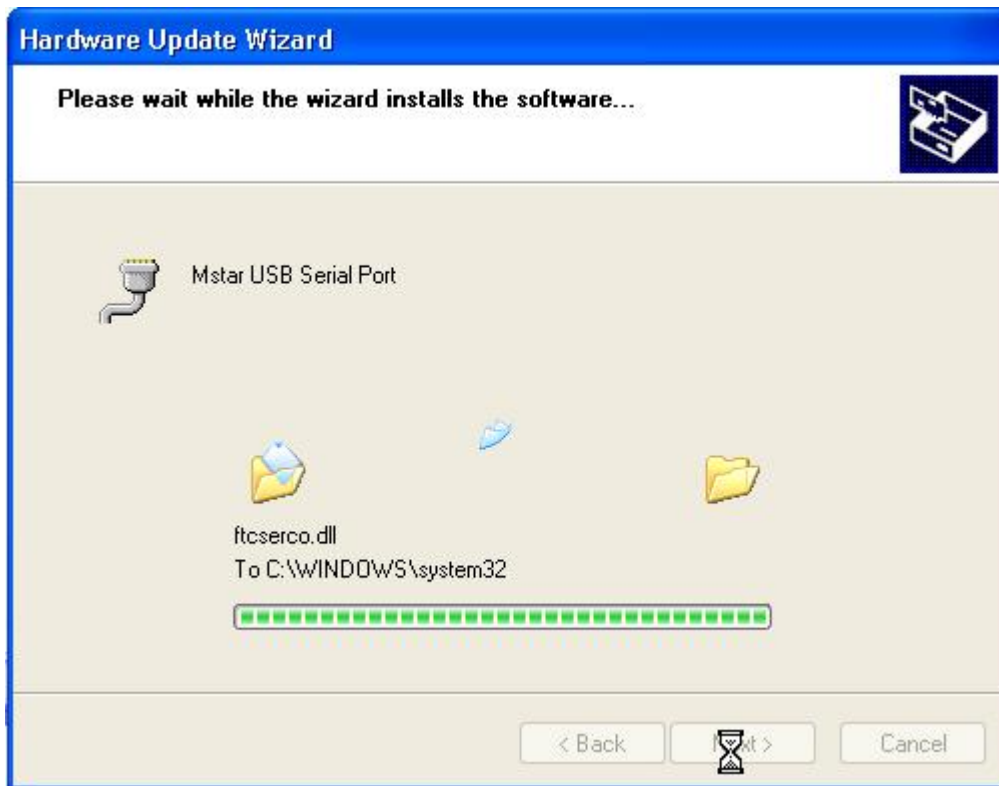 Hardware Update Wizard
Please wait while the wizard installs the software...
Mstar USB Serial Port
ftcserco.dll
To C:\WINDOWS\system32
< Back
Cancel